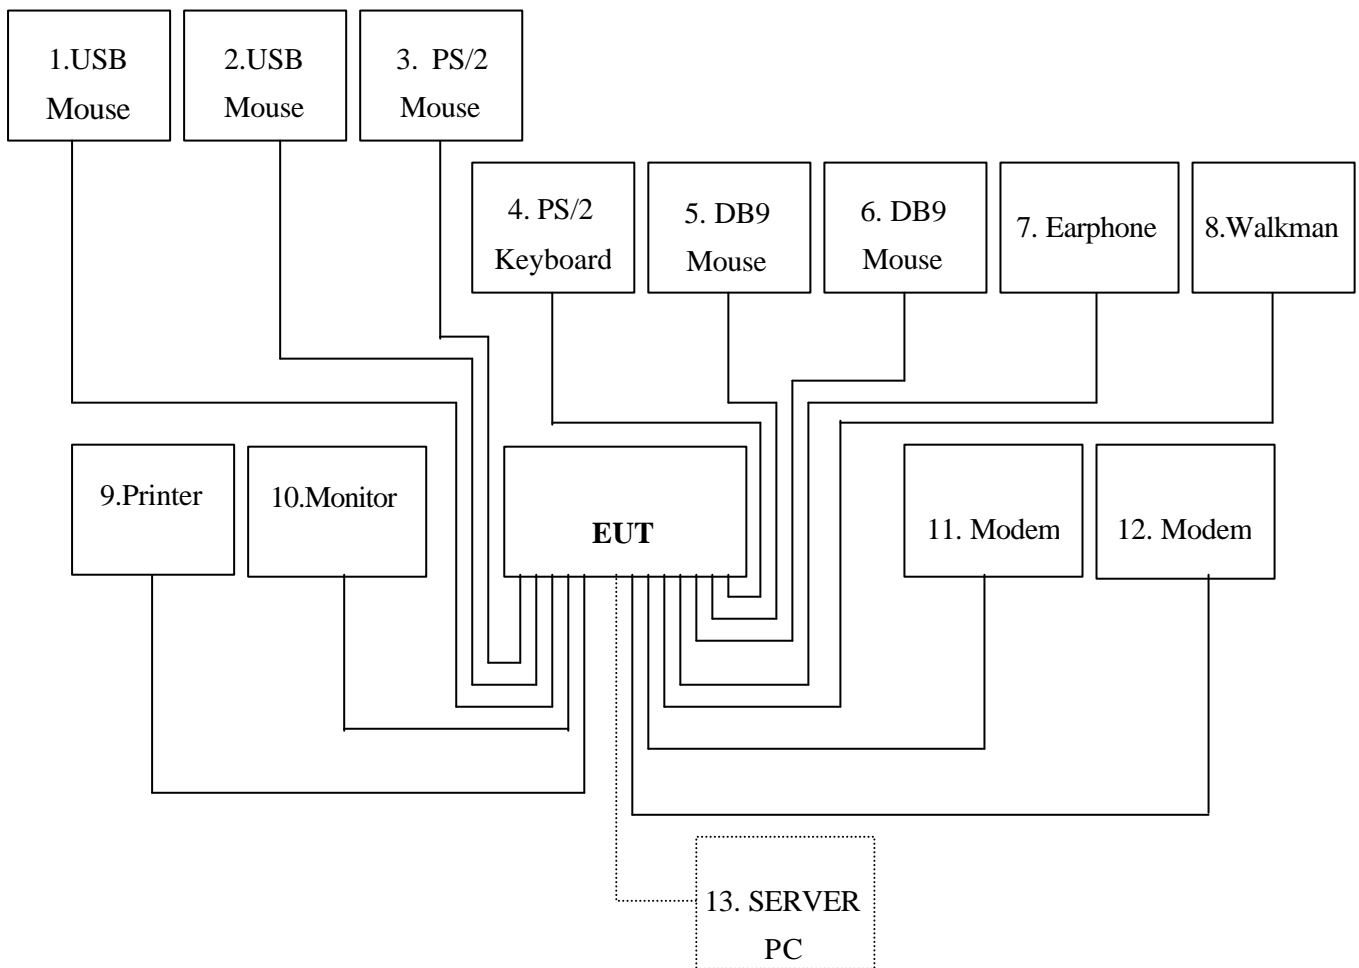 1.USB
Mouse
2.USB
Mouse
3. PS/2
Mouse
4. PS/2
Keyboard
5. DB9
Mouse
6. DB9
Mouse
7. Earphone
8.Walkman
9.Printer
10.Monitor
EUT
11. Modem
12. Modem
13. SERVER
PC